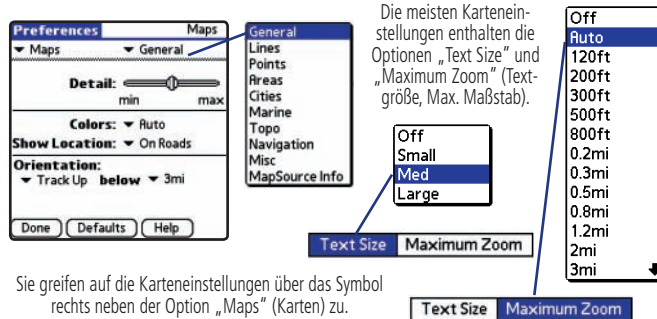 Preferences Maps
▼ Maps ▼ General
Detail:
min max
Colors: ▼ Auto
Show Location: ▼ On Roads
Orientation:
▼ Track Up below ▼ 3mi
Done Defaults Help
General
Lines
Points
Areas
Cities
Marine
Topo
Navigation
Misc
MapSource Info
Die meisten Kartenein-
stellungen enthalten die
Optionen „Text Size" und
„Maximum Zoom" (Text-
größe, Max. Maßstab).
Off
Small
Med
Large
Text Size Maximum Zoom
Off
Auto
120ft
200ft
300ft
500ft
800ft
0.2mi
0.3mi
0.5mi
0.8mi
1.2mi
2mi
3mi
Sie greifen auf die Karteneinstellungen über das Symbol
rechts neben der Option „Maps" (Karten) zu.
Text Size Maximum Zoom